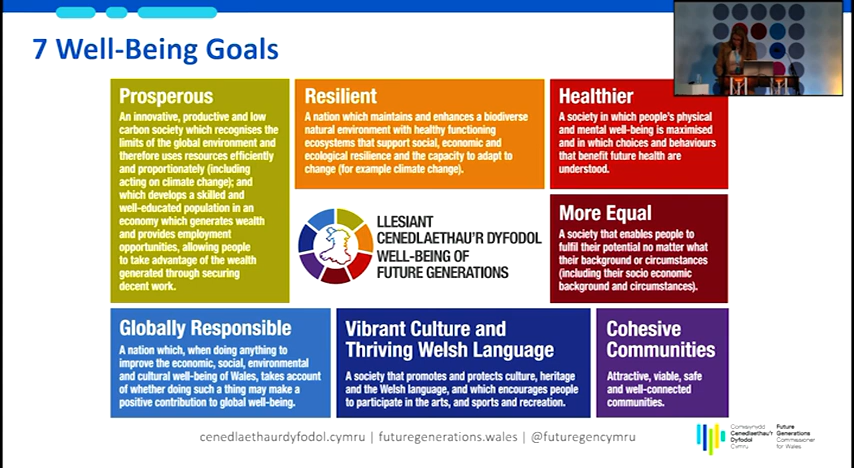 7 Well-Being Goals
Prosperous
An innovative, productive and low
carbon society which recognises the
limits of the global environment and
therefore uses resources efficiently
and proportionately (including
acting on climate change); and
which develops a skilled and
well-educated population in an
economy which generates wealth
and provides employment
opportunities, allowing people
to take advantage of the wealth
generated through securing
decent work.
Resilient
A nation which maintains and enhances a biodiverse
natural environment with healthy functioning
ecosystems that support social, economic and
ecological resilience and the capacity to adapt to
change (for example climate change).
Healthier
A society in which people's physical
and mental well-being is maximised
and in which choices and behaviours
that benefit future health are
understood.
LLESIANT
CENEDLAETHAU'R DYFODOL
WELL-BEING OF
FUTURE GENERATIONS
More Equal
A society that enables people to
fulfil their potential no matter what
their background or circumstances
(including their socio economic
background and circumstances).
Globally Responsible
A nation which, when doing anything to
improve the economic, social, environmental
and cultural well-being of Wales, takes account
of whether doing such a thing may make a
positive contribution to global well-being.
Vibrant Culture and
Thriving Welsh Language
A society that promotes and protects culture, heritage
and the Welsh language, and which encourages people
to participate in the arts, and sports and recreation.
Cohesive
Communities
Attractive, viable, safe
and well-connected
communities.
cenedlaethaurdyfodol.cymru | futuregenerations.wales | @futuregencymru
Comisiynydd
Cenedlaethau'r
Dyfodol
Cymru
Future
Generations
Commissioner
for Wales